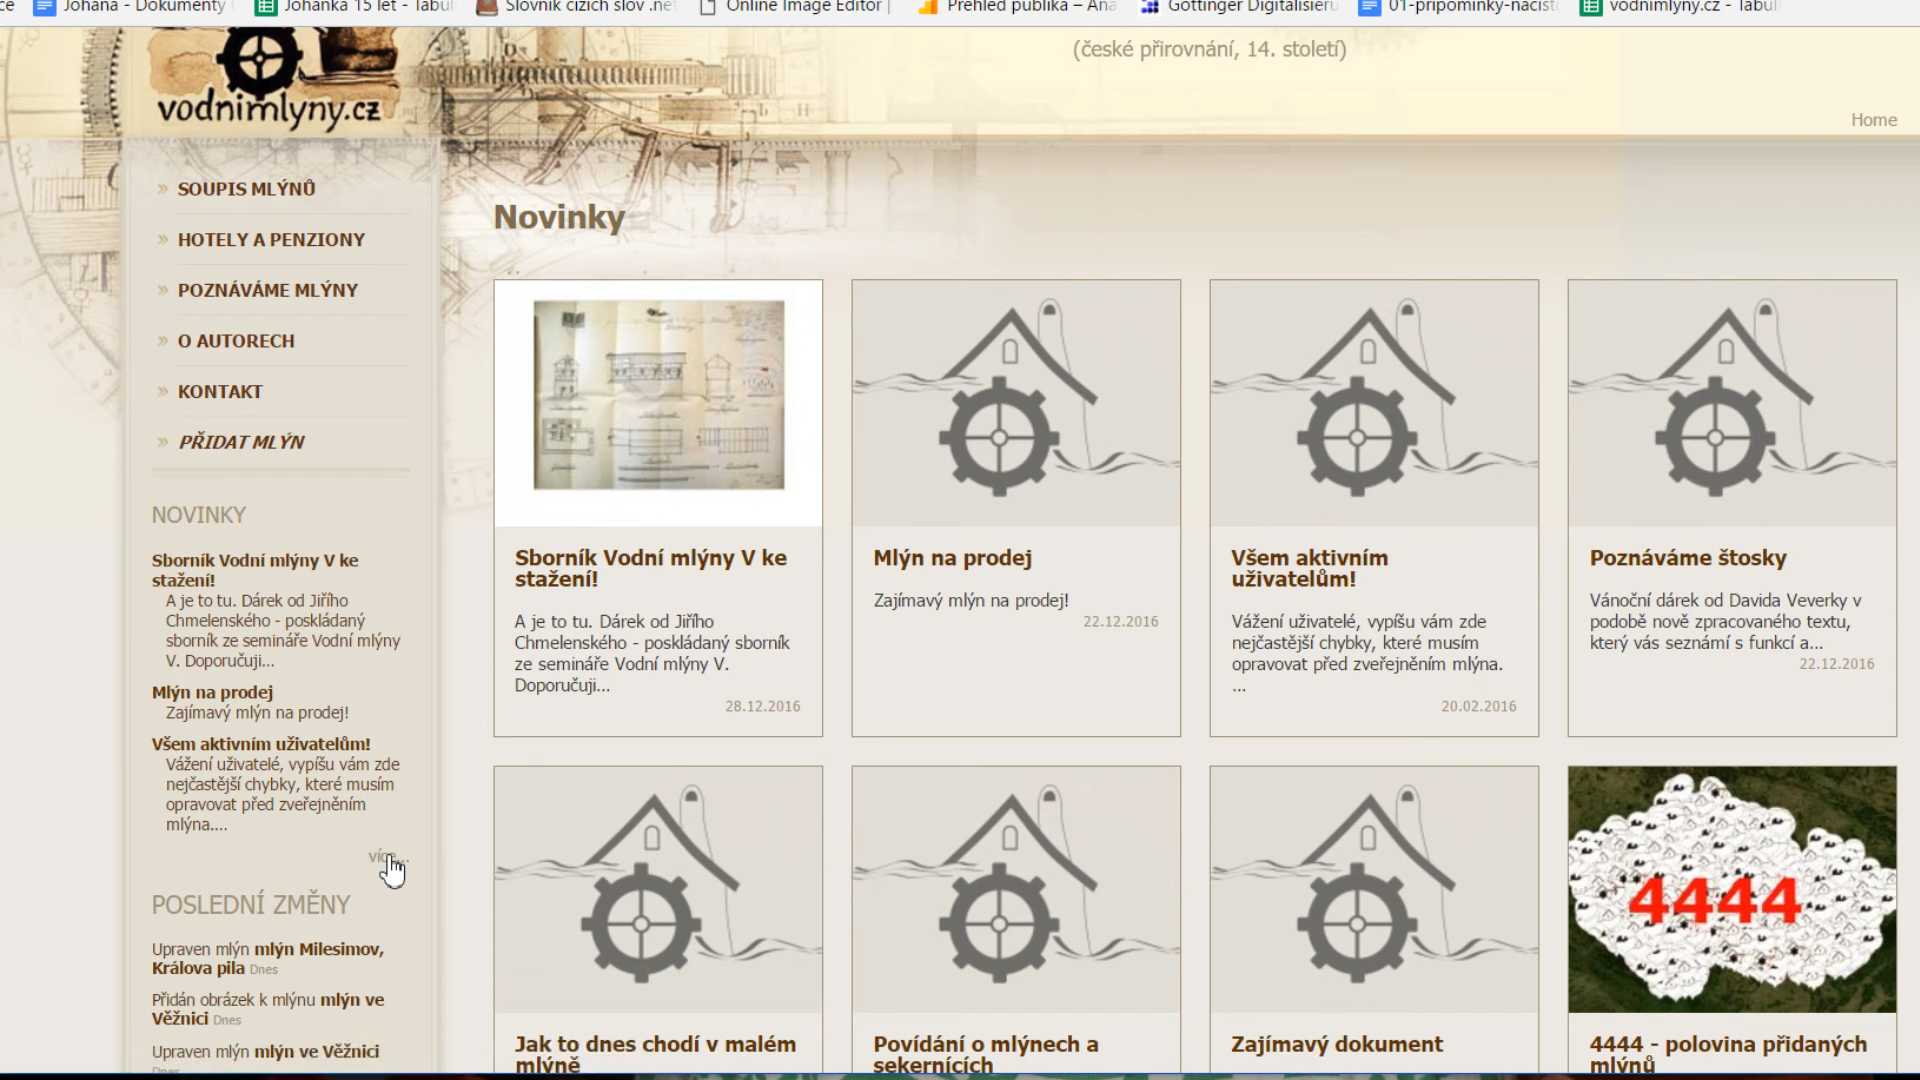 Johana - Dokumenty
Johanka 15 let - Tabul
Slovník cizích slov .net
Online Image Editor |
Přehled publika – Ana
Göttinger Digitalisieru
01-pripominky-naciste
vodnimlyny.cz - Tabul
(české přirovnání, 14. století)
vodnimlyny.cz
Home
» SOUPIS MLÝNŮ
» HOTELY A PENZIONY
» POZNÁVÁME MLÝNY
» O AUTORECH
» KONTAKT
» PŘIDAT MLÝN
NOVINKY
Sborník Vodní mlýny V ke
stažení!
A je to tu. Dárek od Jiřího
Chmelenského - poskládaný
sborník ze semináře Vodní mlýny
V. Doporučuji...
Mlýn na prodej
Zajímavý mlýn na prodej!
Všem aktivním uživatelům!
Vážení uživatelé, vypíšu vám zde
nejčastější chybky, které musím
opravovat před zveřejněním
mlýna....
více...
POSLEDNÍ ZMĚNY
Upraven mlýn mlýn Milesimov,
Králova pila Dnes
Přidán obrázek k mlýnu mlýn ve
Věžnici Dnes
Upraven mlýn mlýn ve Věžnici
Dnes
Novinky
Sborník Vodní mlýny V ke
stažení!
A je to tu. Dárek od Jiřího
Chmelenského - poskládaný
sborník ze semináře Vodní mlýny V.
Doporučuji...
28.12.2016
Mlýn na prodej
Zajímavý mlýn na prodej!
22.12.2016
Všem aktivním
uživatelům!
Vážení uživatelé, vypíšu vám zde
nejčastější chybky, které musím
opravovat před zveřejněním mlýna.
...
20.02.2016
Poznáváme štosky
Vánoční dárek od Davida Veverky v
podobě nově zpracovaného textu,
který vás seznámí s funkcí a...
22.12.2016
Jak to dnes chodí v malém
mlýně
Povídání o mlýnech a
sekernících
Zajímavý dokument
4444
4444 - polovina přidaných
mlýnů